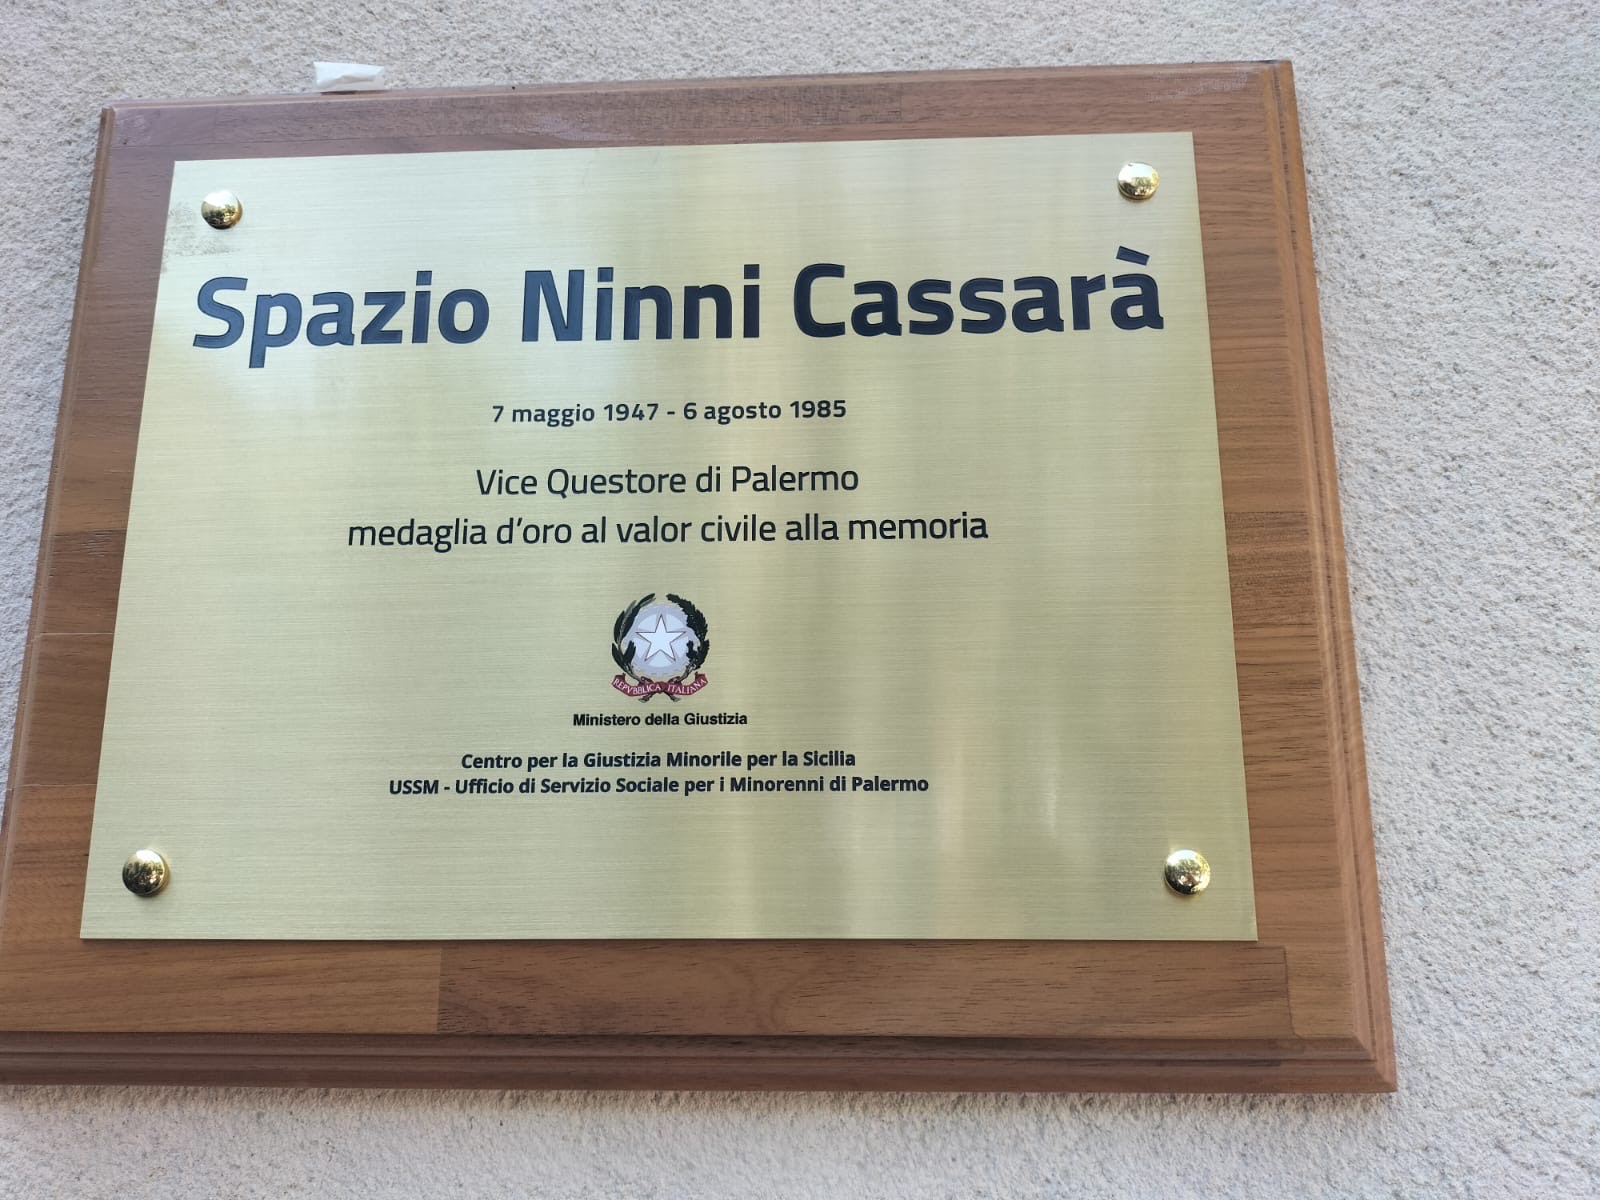 Spazio Ninni Cassarà
7 maggio 1947 - 6 agosto 1985
Vice Questore di Palermo
medaglia d'oro al valor civile alla memoria
REPVBBLICA ITALIANA
Ministero della Giustizia
Centro per la Giustizia Minorile per la Sicilia
USSM - Ufficio di Servizio Sociale per i Minorenni di Palermo